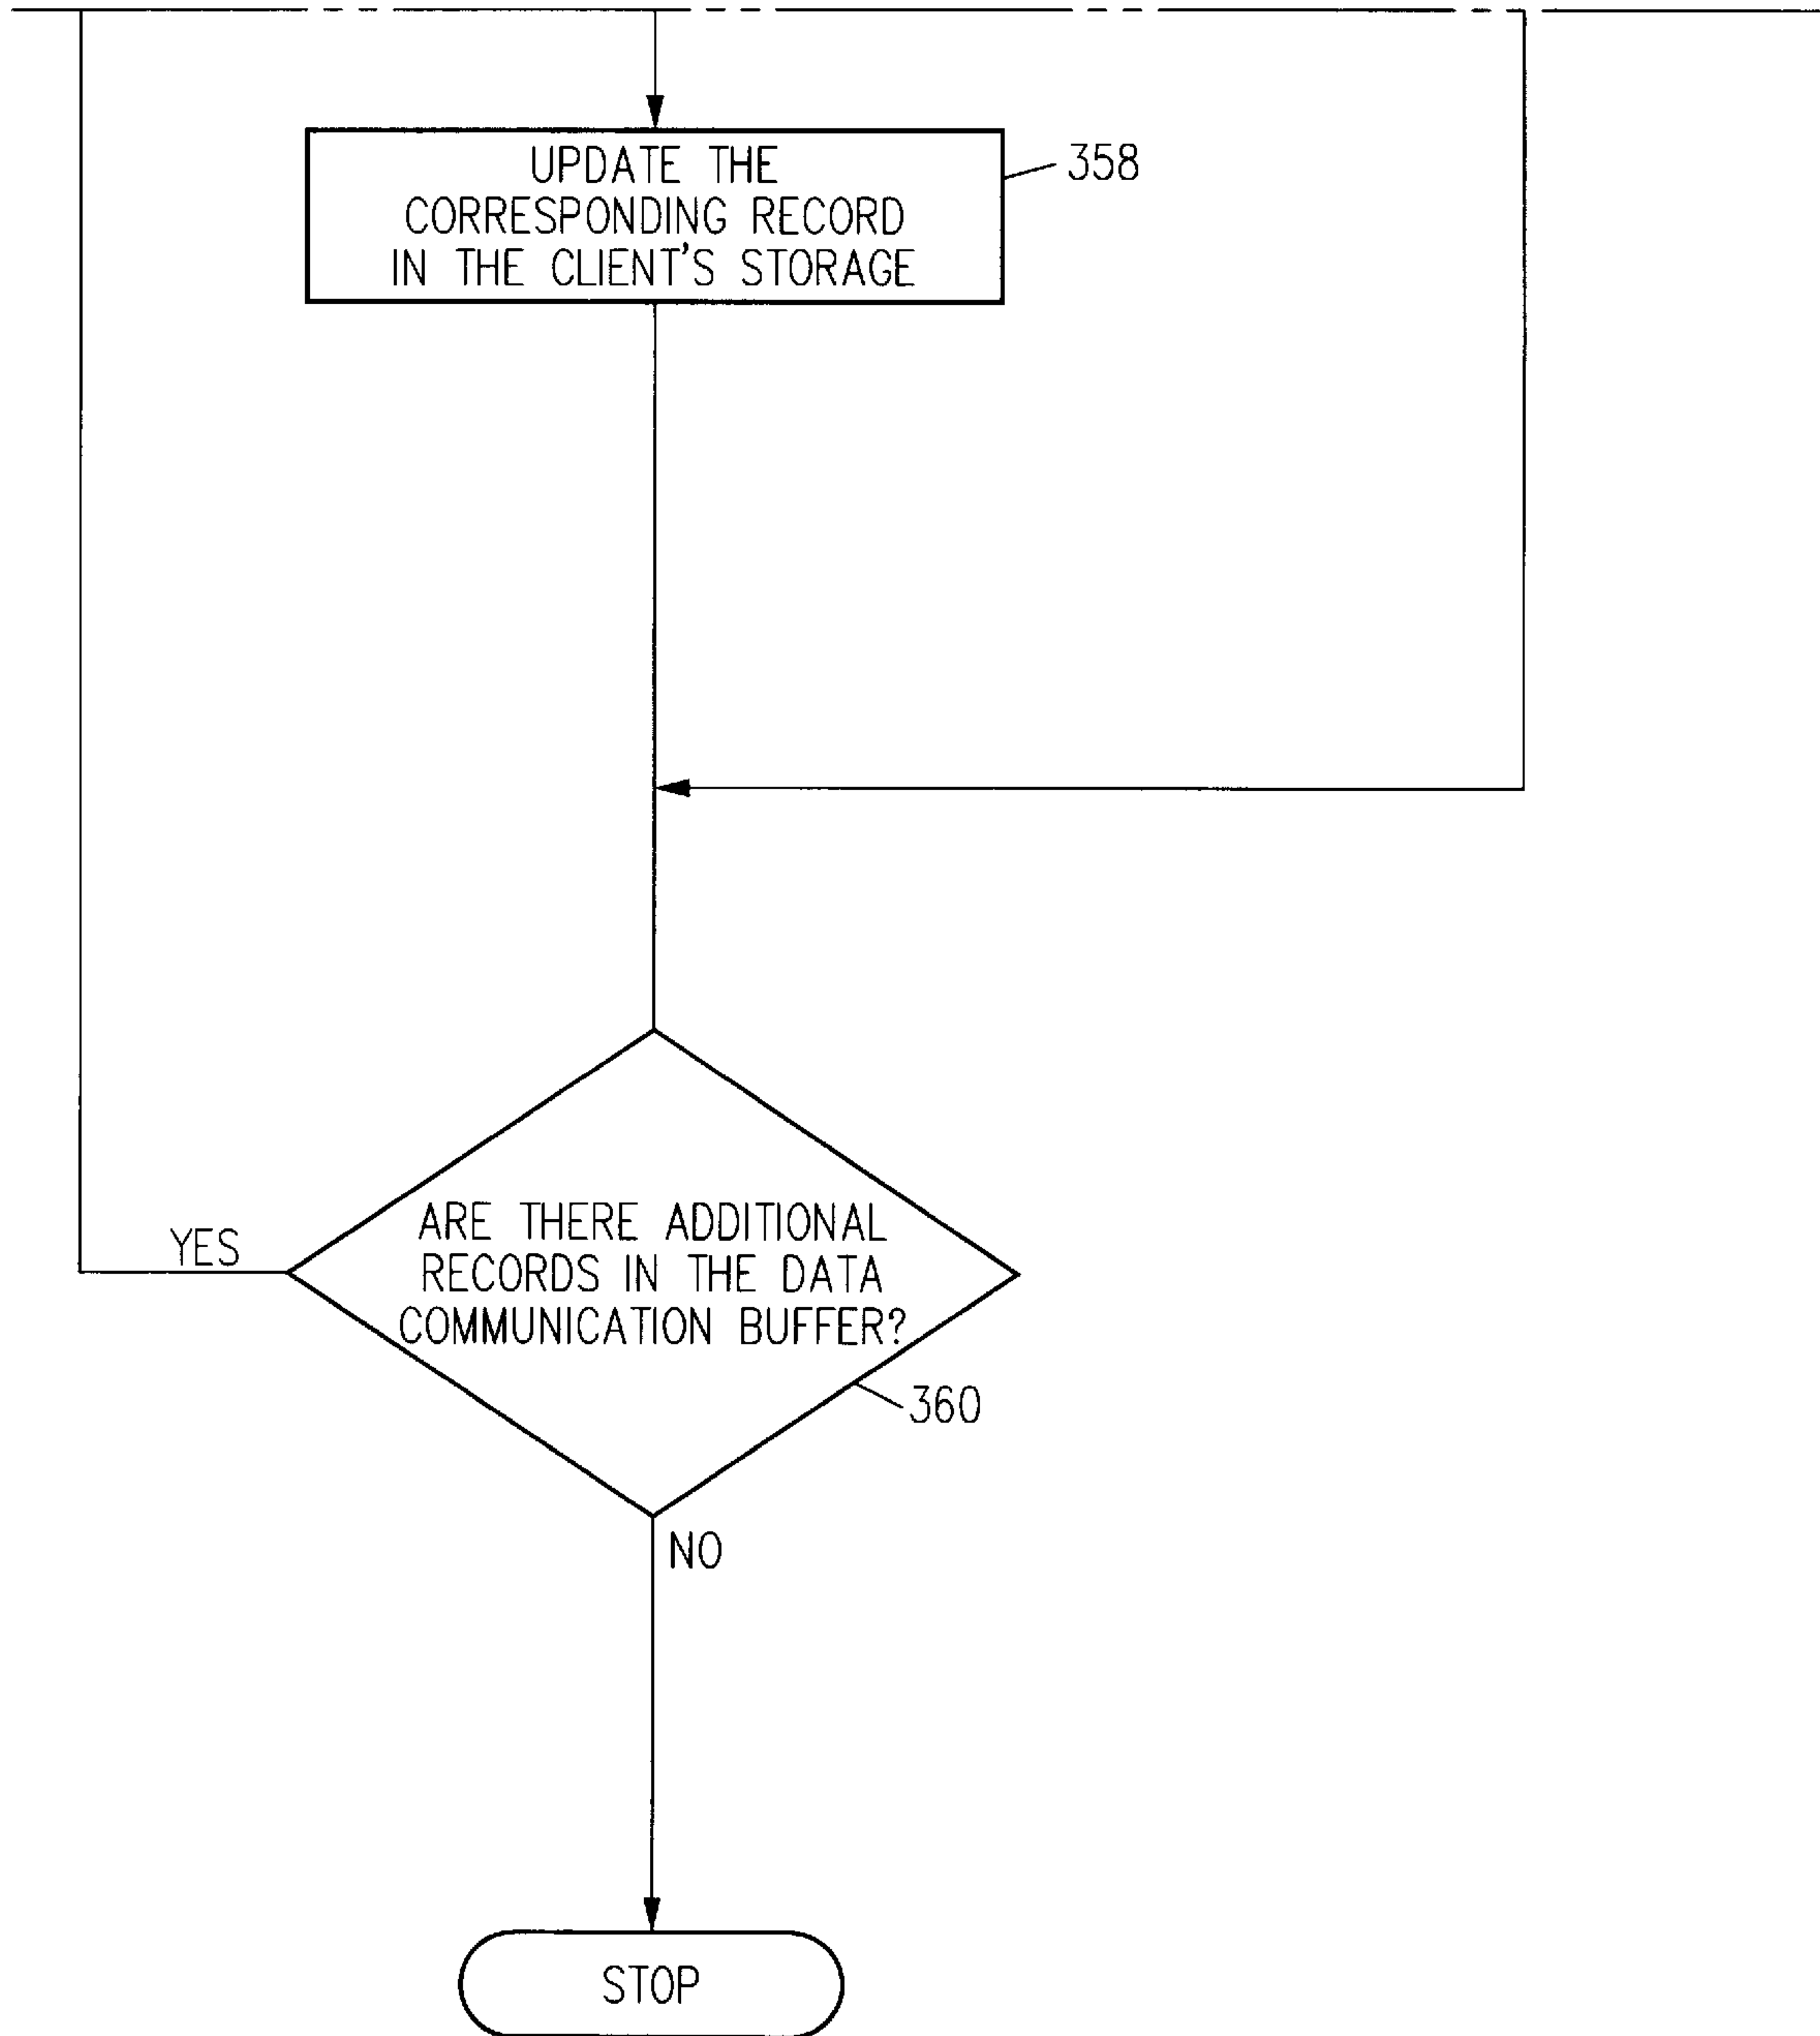 UPDATE THE
CORRESPONDING RECORD
IN THE CLIENT'S STORAGE
358
YES
ARE THERE ADDITIONAL
RECORDS IN THE DATA
COMMUNICATION BUFFER?
360
NO
STOP